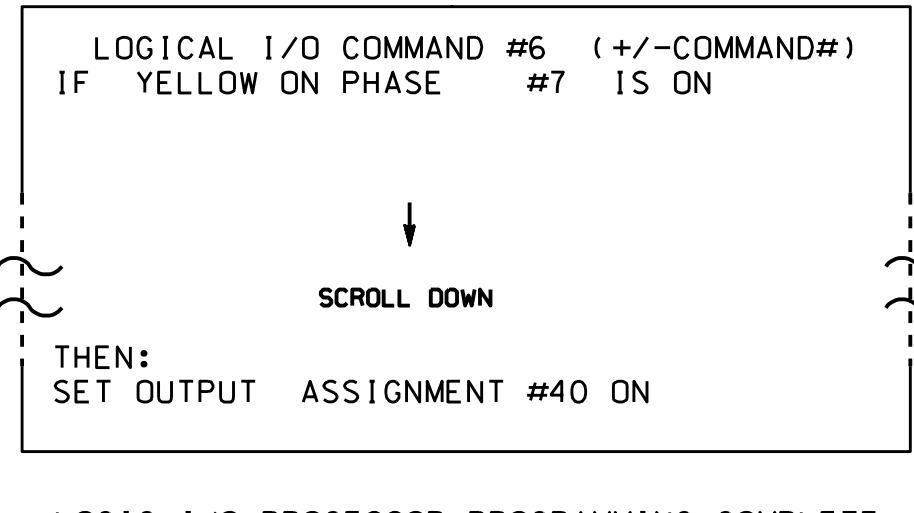 LOGICAL I/O COMMAND #6 (+/-COMMAND#)
IF YELLOW ON PHASE #7 IS ON
SCROLL DOWN
THEN:
SET OUTPUT ASSIGNMENT #40 ON